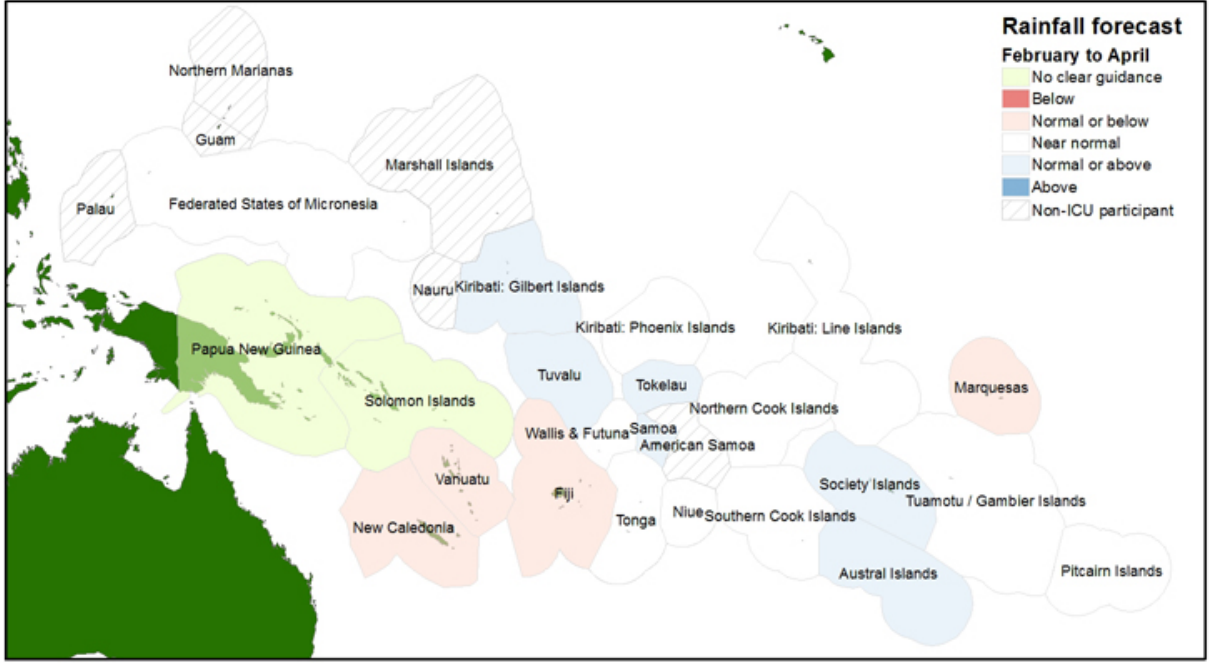 Rainfall forecast
February to April
No clear guidance
Below
Normal or below
Near normal
Normal or above
Above
Non-ICU participant
Northern Marianas
Guam
Marshall Islands
Palau
Federated States of Micronesia
Nauru
Kiribati: Gilbert Islands
Kiribati: Phoenix Islands
Kiribati: Line Islands
Papua New Guinea
Tuvalu
Tokelau
Marquesas
Solomon Islands
Northern Cook Islands
Wallis & Futuna
Samoa
American Samoa
Vanuatu
Fiji
Society Islands
Tuamotu / Gambier Islands
New Caledonia
Tonga
Niue
Southern Cook Islands
Austral Islands
Pitcairn Islands